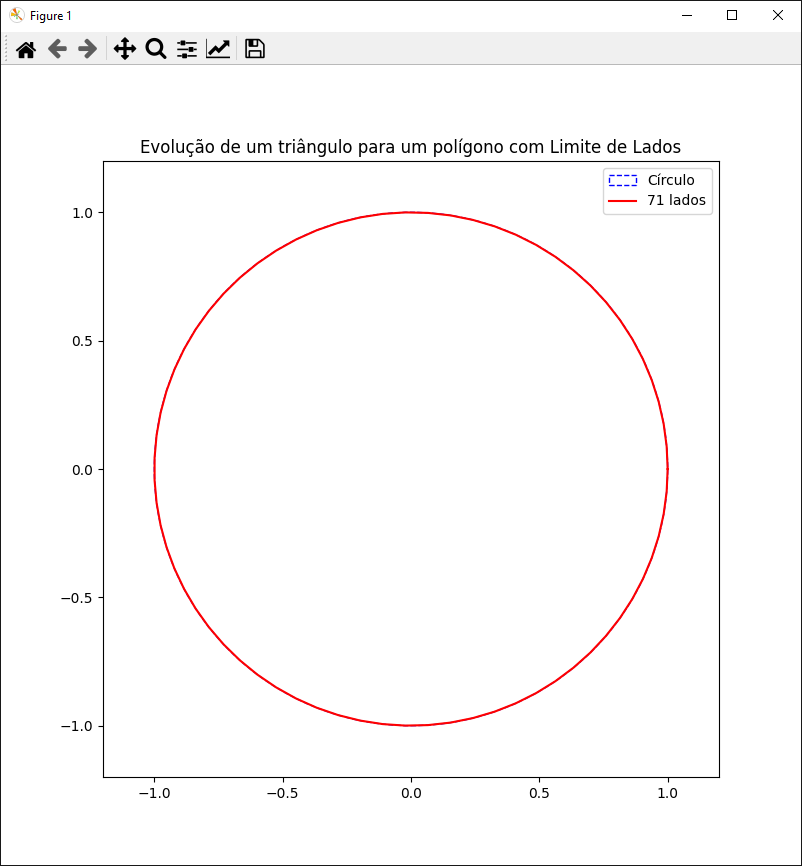 Figure 1
Evolução de um triângulo para um polígono com Limite de Lados
Círculo
71 lados
1.0
0.5
0.0
−0.5
−1.0
−1.0 −0.5 0.0 0.5 1.0